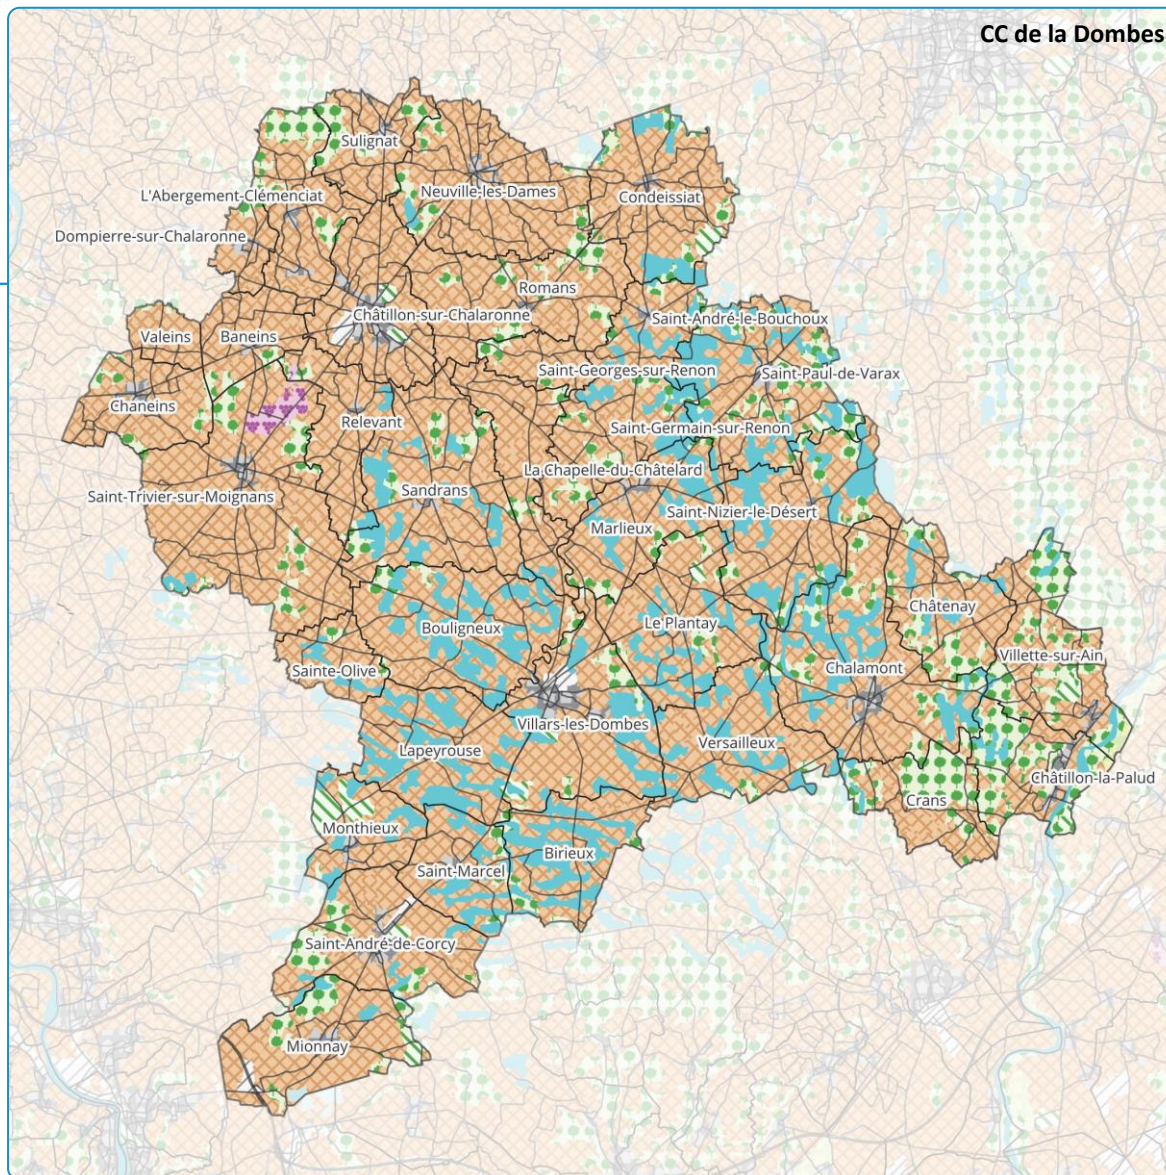 CC de la Dombes
Sulignat
Neuville-les-Dames
L'Abergement-Clémenciat
Condeissiat
Dompierre-sur-Chalaronne
Romans
Châtillon-sur-Chalaronne
Saint-André-le-Bouchoux
Valeins
Baneins
Saint-Georges-sur-Renon
Saint-Paul-de-Varax
Chaneins
Relevant
Saint-Germain-sur-Renon
La Chapelle-du-Châtelard
Sandrans
Saint-Trivier-sur-Moignans
Saint-Nizier-le-Désert
Marlieux
Châtenay
Bouligneux
Le Plantay
Villette-sur-Ain
Sainte-Olive
Chalamont
Villars-les-Dombes
Versailleux
Lapeyrouse
Châtillon-la-Palud
Crans
Monthieux
Birieux
Saint-Marcel
Saint-André-de-Corcy
Mionnay